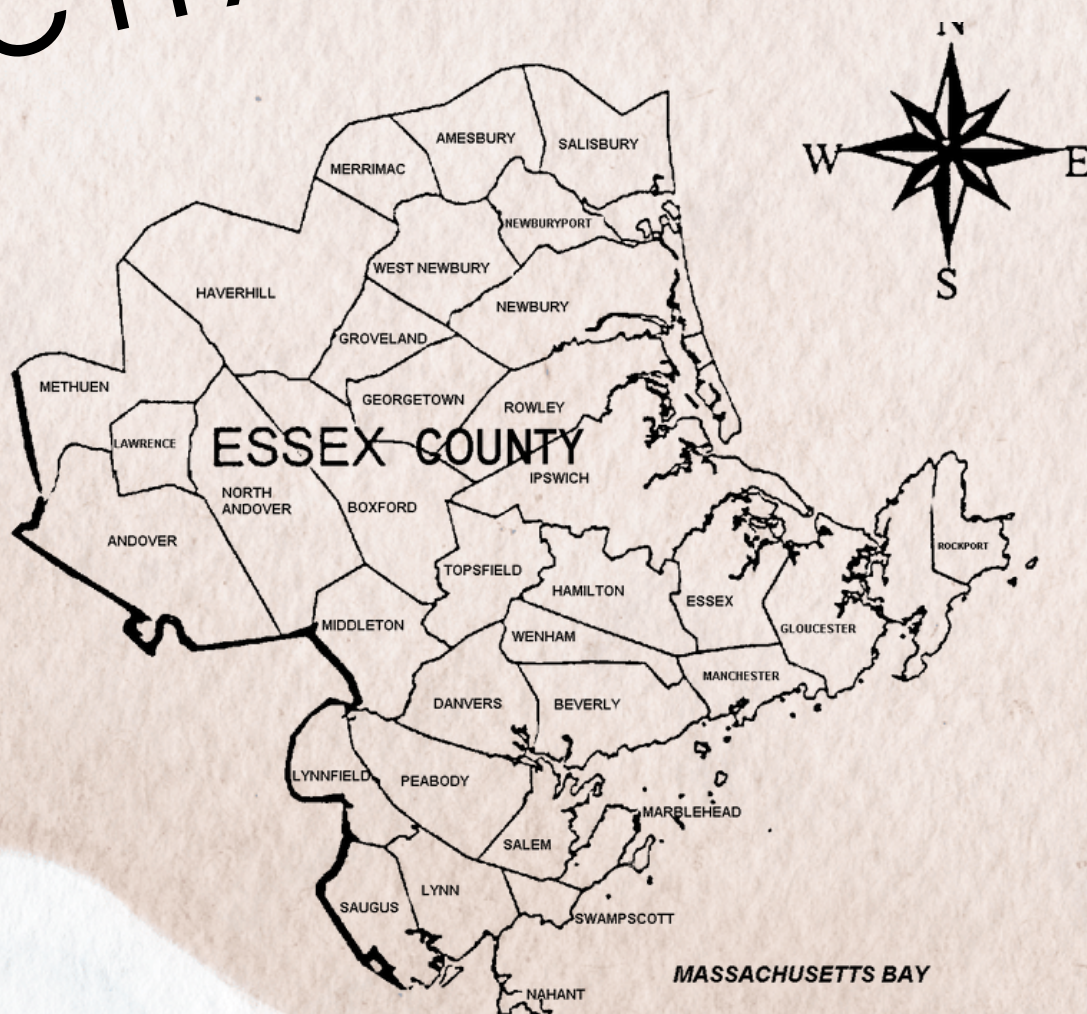 N
W
E
S
AMESBURY
SALISBURY
MERRIMAC
NEWBURYPORT
WEST NEWBURY
HAVERHILL
NEWBURY
GROVELAND
METHUEN
GEORGETOWN
ROWLEY
LAWRENCE
ESSEX COUNTY
IPSWICH
NORTH
ANDOVER
BOXFORD
ANDOVER
ROCKPORT
TOPSFIELD
HAMILTON
ESSEX
MIDDLETON
GLOUCESTER
WENHAM
MANCHESTER
DANVERS
BEVERLY
LYNNFIELD
PEABODY
MARBLEHEAD
SALEM
LYNN
SAUGUS
SWAMPSCOTT
MASSACHUSETTS BAY
NAHANT